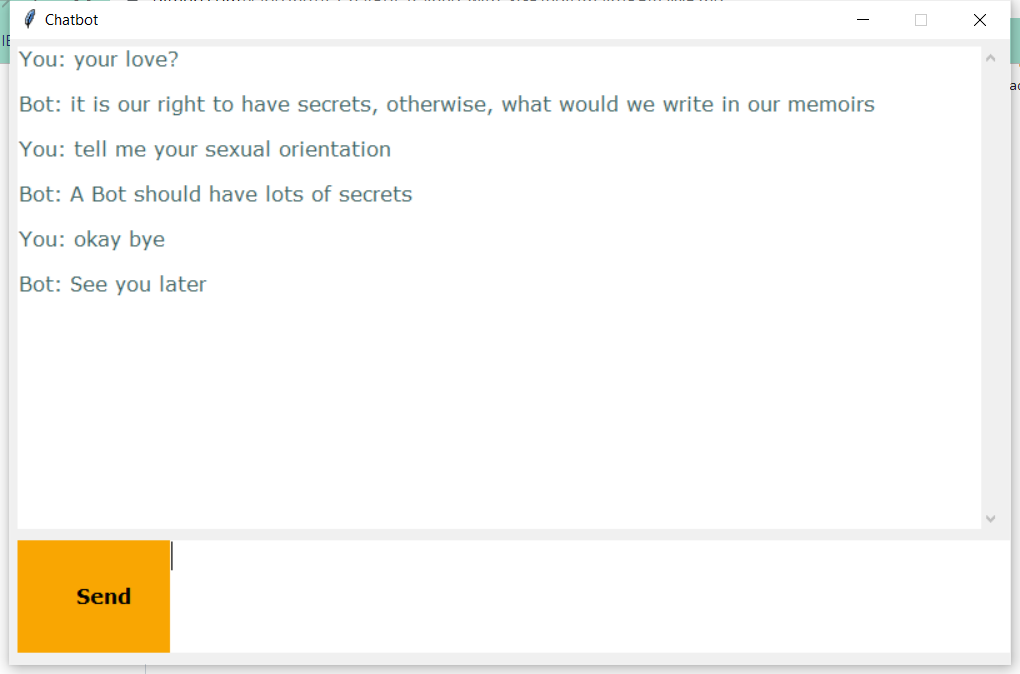 Chatbot
You: your love?
Bot: it is our right to have secrets, otherwise, what would we write in our memoirs
You: tell me your sexual orientation
Bot: A Bot should have lots of secrets
You: okay bye
Bot: See you later
Send